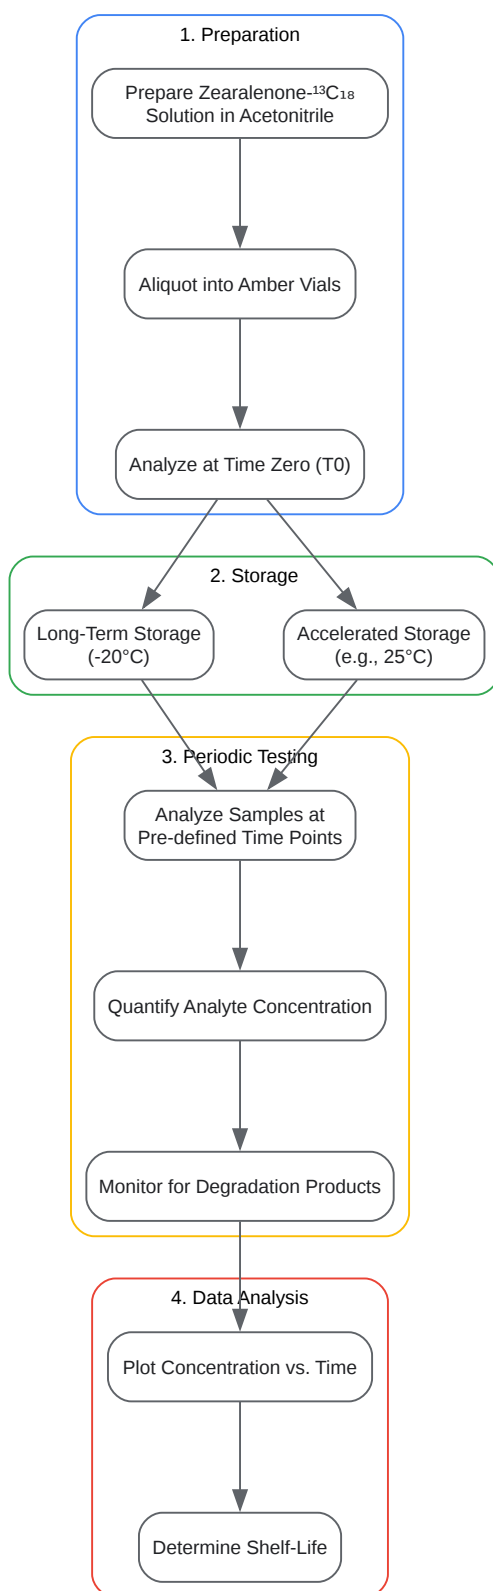 1. Preparation
Prepare Zearalenone-¹³C₁₈
Solution in Acetonitrile
Aliquot into Amber Vials
Analyze at Time Zero (T0)
2. Storage
Long-Term Storage
(-20°C)
Accelerated Storage
(e.g., 25°C)
3. Periodic Testing
Analyze Samples at
Pre-defined Time Points
Quantify Analyte Concentration
Monitor for Degradation Products
4. Data Analysis
Plot Concentration vs. Time
Determine Shelf-Life